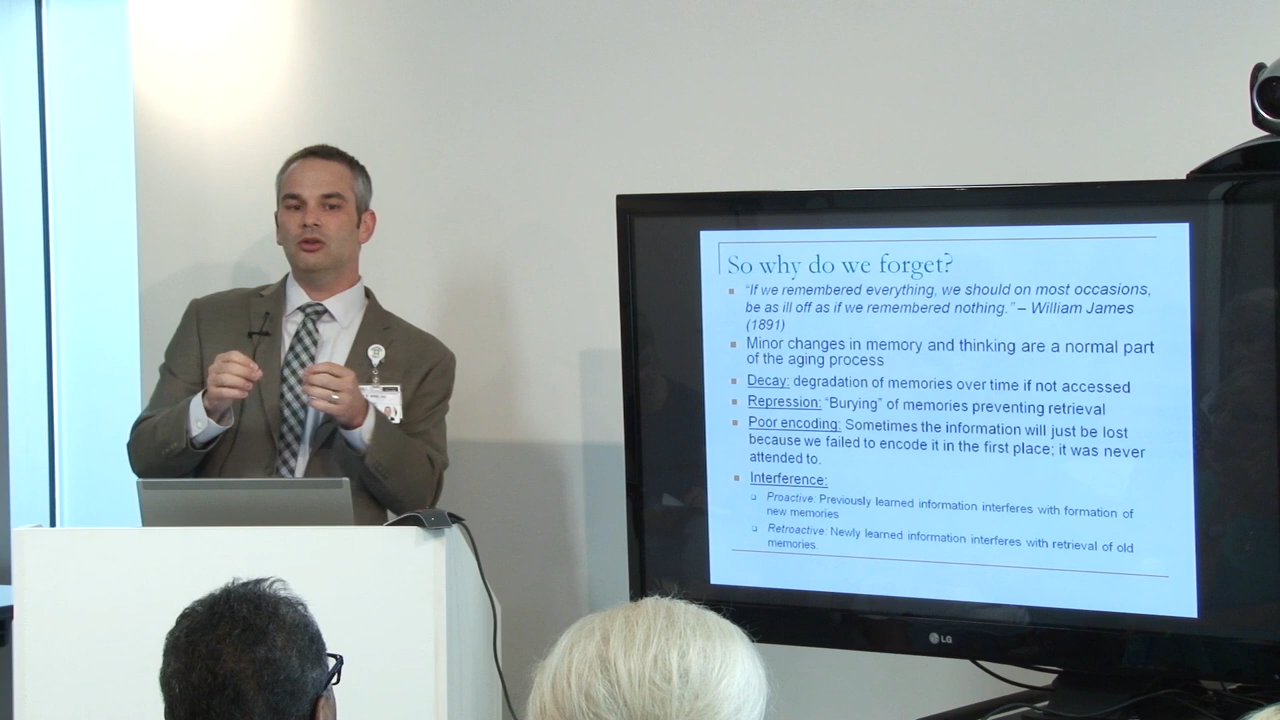 So why do we forget?
"If we remembered everything, we should on most occasions,
be as ill off as if we remembered nothing." – William James
(1891)
Minor changes in memory and thinking are a normal part
of the aging process
Decay: degradation of memories over time if not accessed
Repression: "Burying" of memories preventing retrieval
Poor encoding: Sometimes the information will just be lost
because we failed to encode it in the first place; it was never
attended to.
Interference:
Proactive: Previously learned information interferes with formation of
new memories
Retroactive: Newly learned information interferes with retrieval of old
memories.
LG